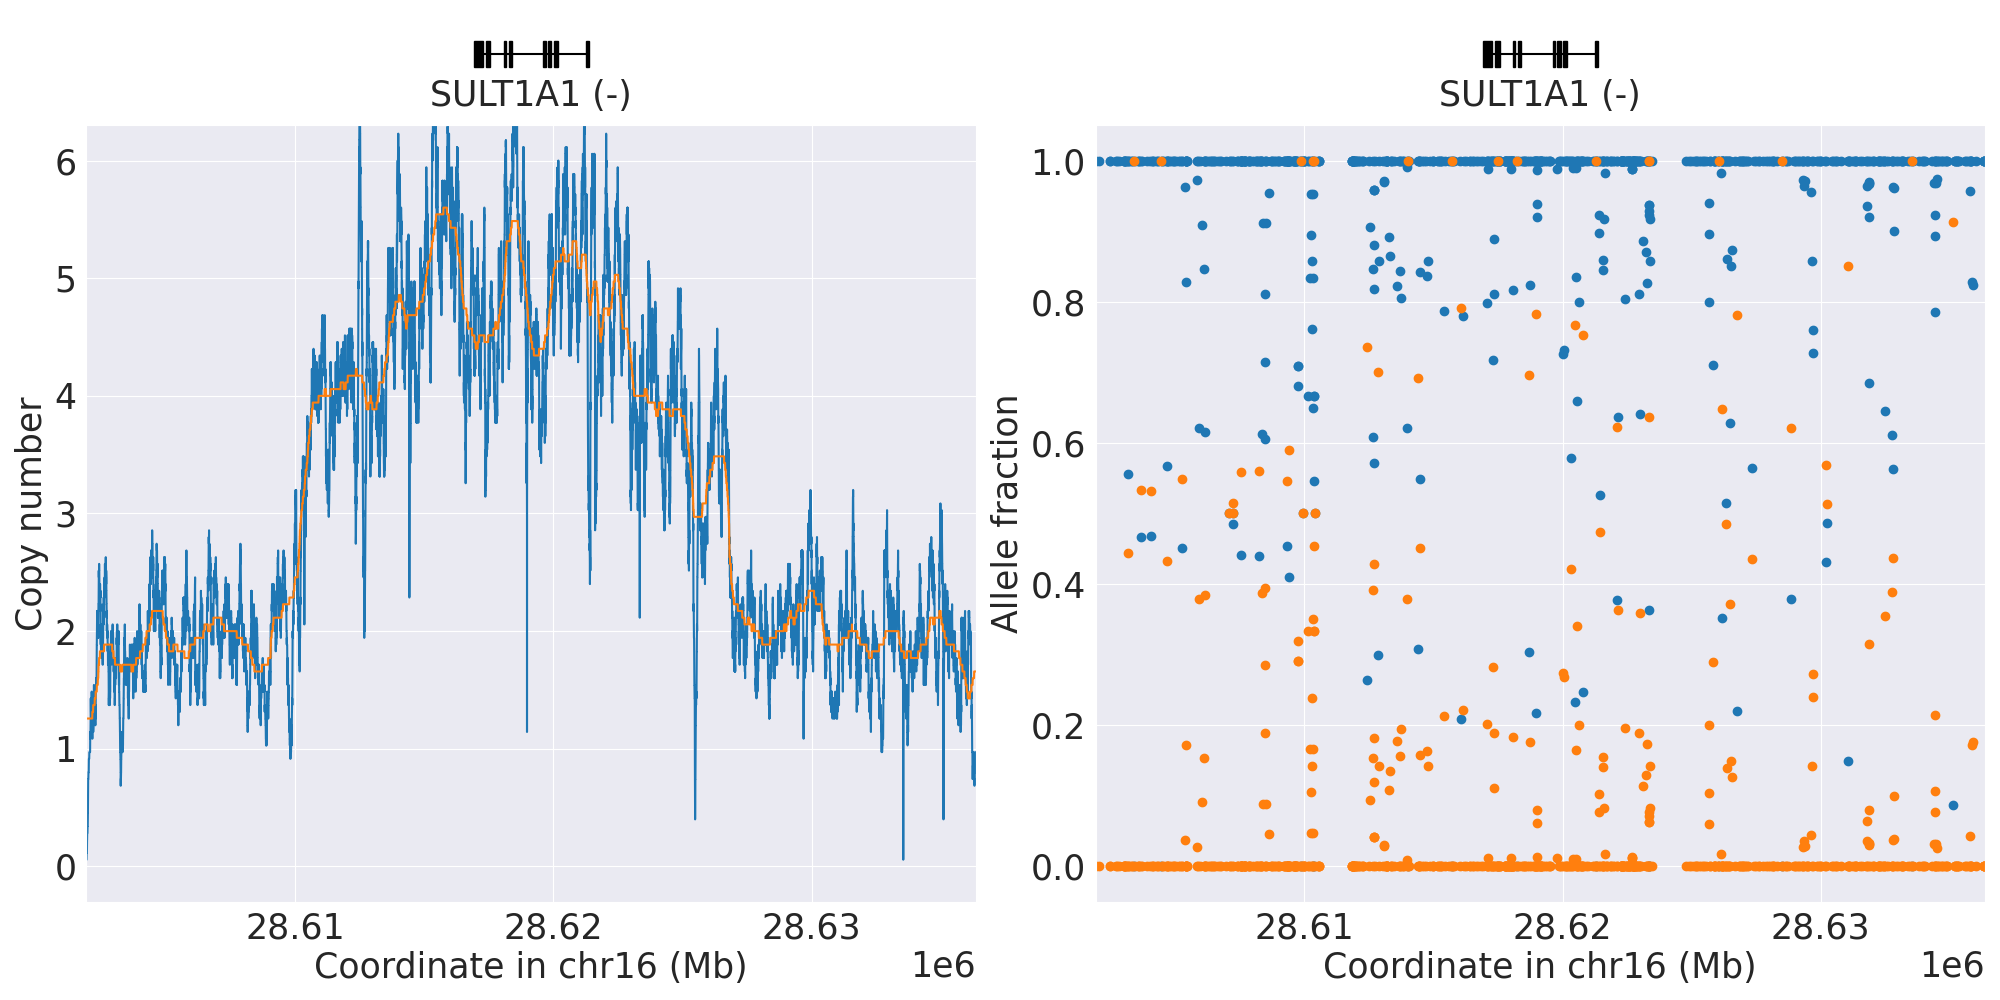 SULT1A1 (-)
Copy number
6
5
4
3
2
1
0
28.61
28.62
28.63
Coordinate in chr16 (Mb)
1e6
SULT1A1 (-)
Allele fraction
1.0
0.8
0.6
0.4
0.2
0.0
28.61
28.62
28.63
Coordinate in chr16 (Mb)
1e6